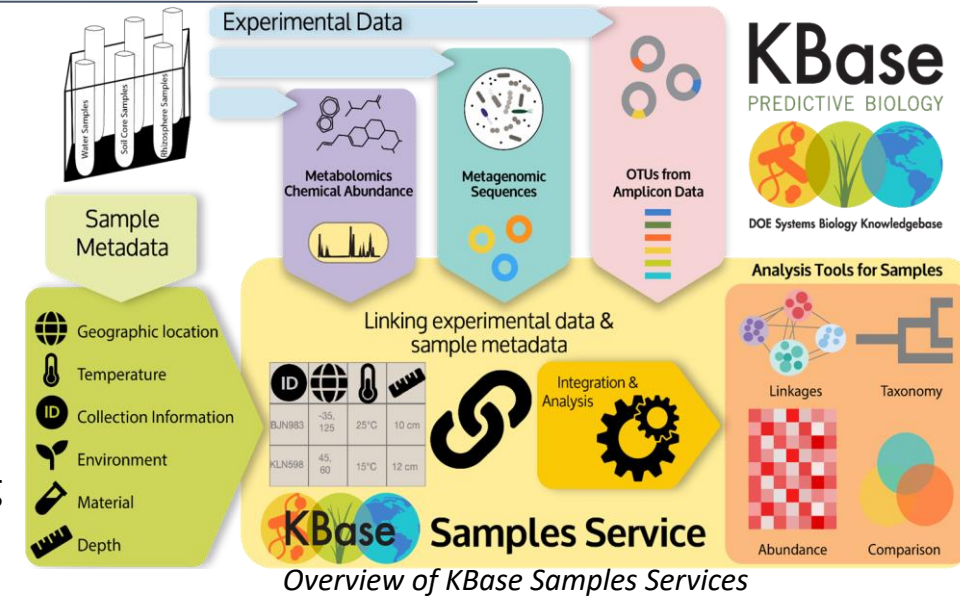 Experimental Data
Water Samples
Soil Core Samples
Rhizosphere Samples
Metabolomics
Chemical Abundance
Metagenomic
Sequences
OTUs from
Amplicon Data
KBase
PREDICTIVE BIOLOGY
DOE Systems Biology Knowledgebase
Sample
Metadata
Geographic location
Temperature
ID
Collection Information
Environment
Material
Depth
Linking experimental data &
sample metadata
ID
BJN983
-35,
125
25°C
10 cm
KLN598
45,
60
15°C
12 cm
Integration &
Analysis
KBase Samples Service
Analysis Tools for Samples
Linkages
Taxonomy
Abundance
Comparison
Overview of KBase Samples Services